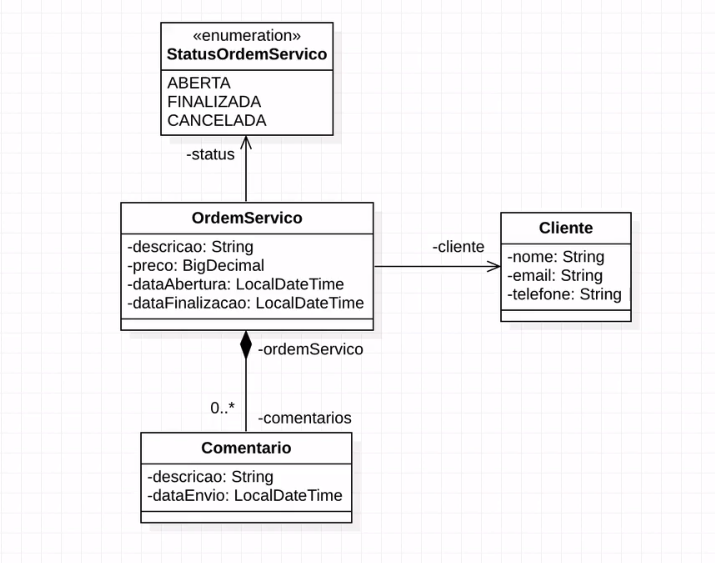 «enumeration»
StatusOrdemServico
ABERTA
FINALIZADA
CANCELADA
-status
OrdemServico
-descricao: String
-preco: BigDecimal
-dataAbertura: LocalDateTime
-dataFinalizacao: LocalDateTime
-cliente
Cliente
-nome: String
-email: String
-telefone: String
-ordemServico
0..*
-comentarios
Comentario
-descricao: String
-dataEnvio: LocalDateTime